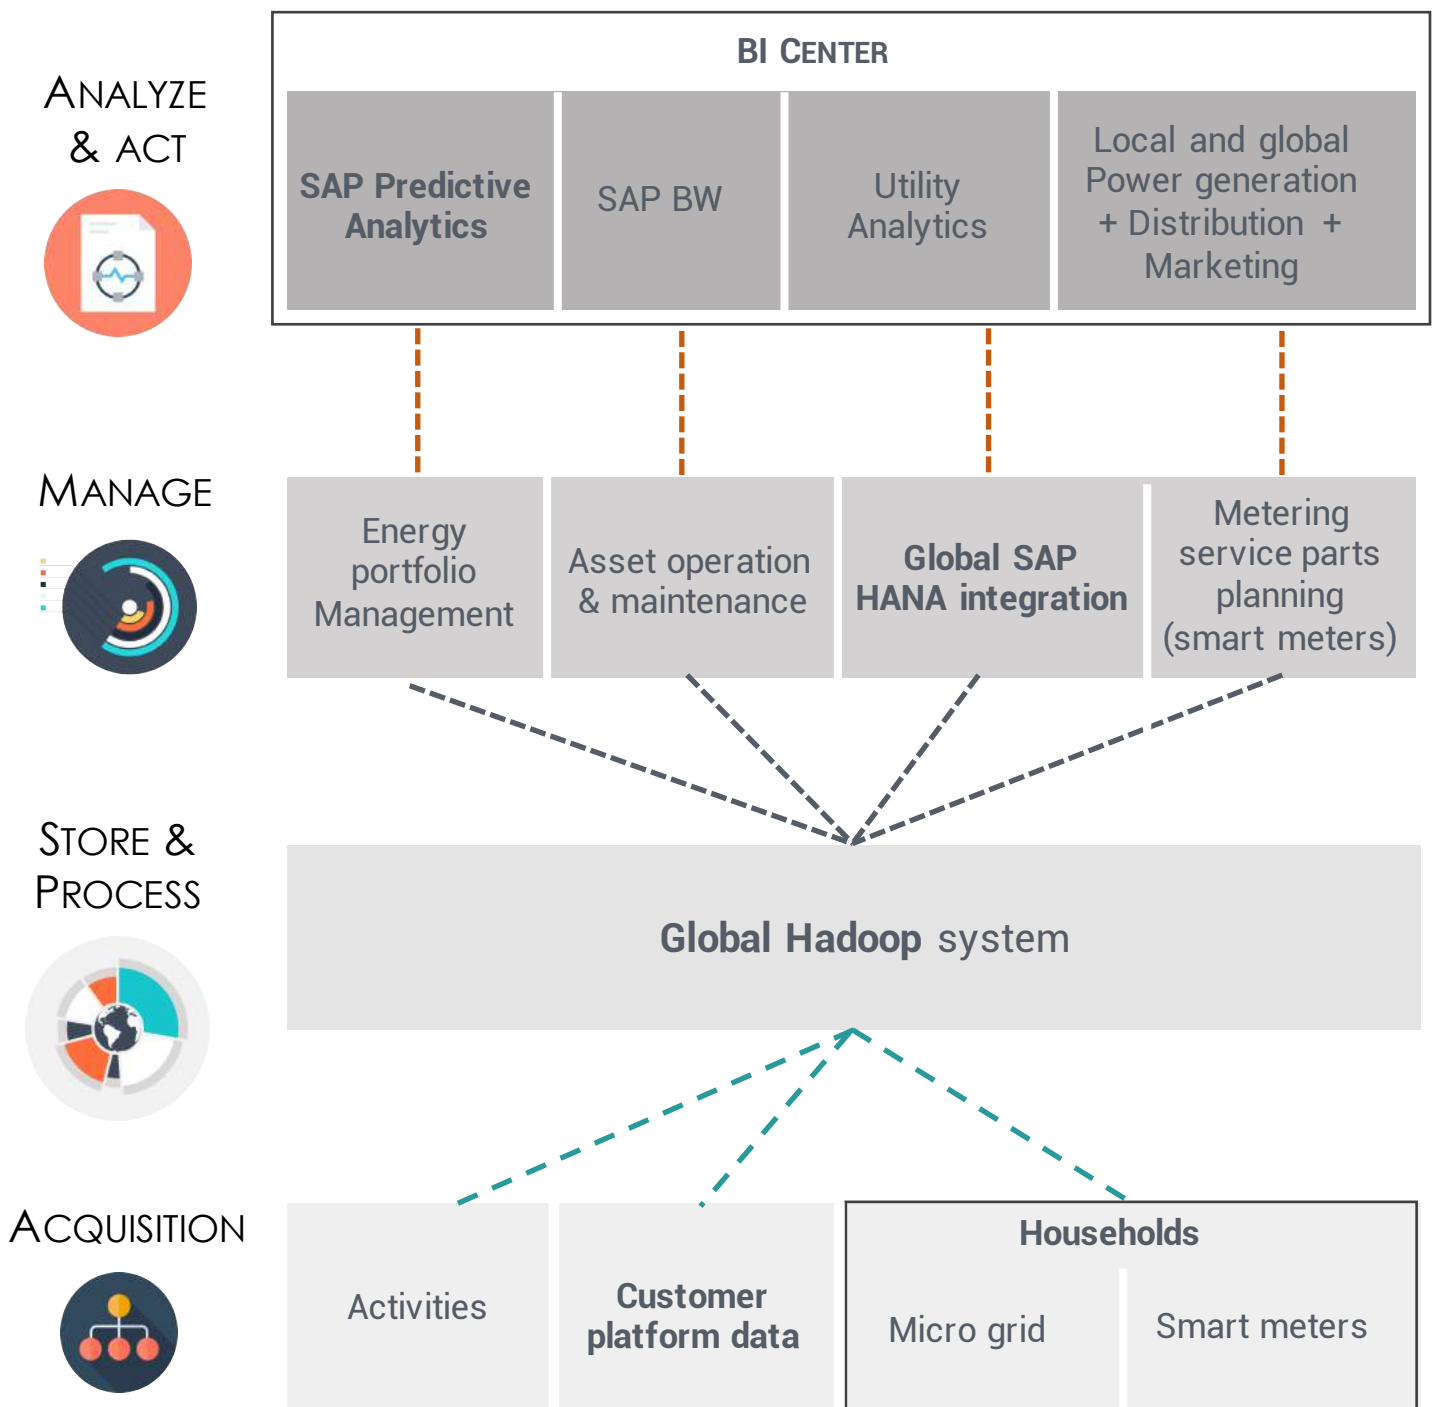 BI CENTER
ANALYZE
& ACT
SAP Predictive
Analytics
SAP BW
Utility
Analytics
Local and global
Power generation
+ Distribution +
Marketing
MANAGE
Energy
portfolio
Management
Asset operation
& maintenance
Global SAP
HANA integration
Metering
service parts
planning
(smart meters)
STORE &
PROCESS
Global Hadoop system
ACQUISITION
Activities
Customer
platform data
Households
Micro grid
Smart meters